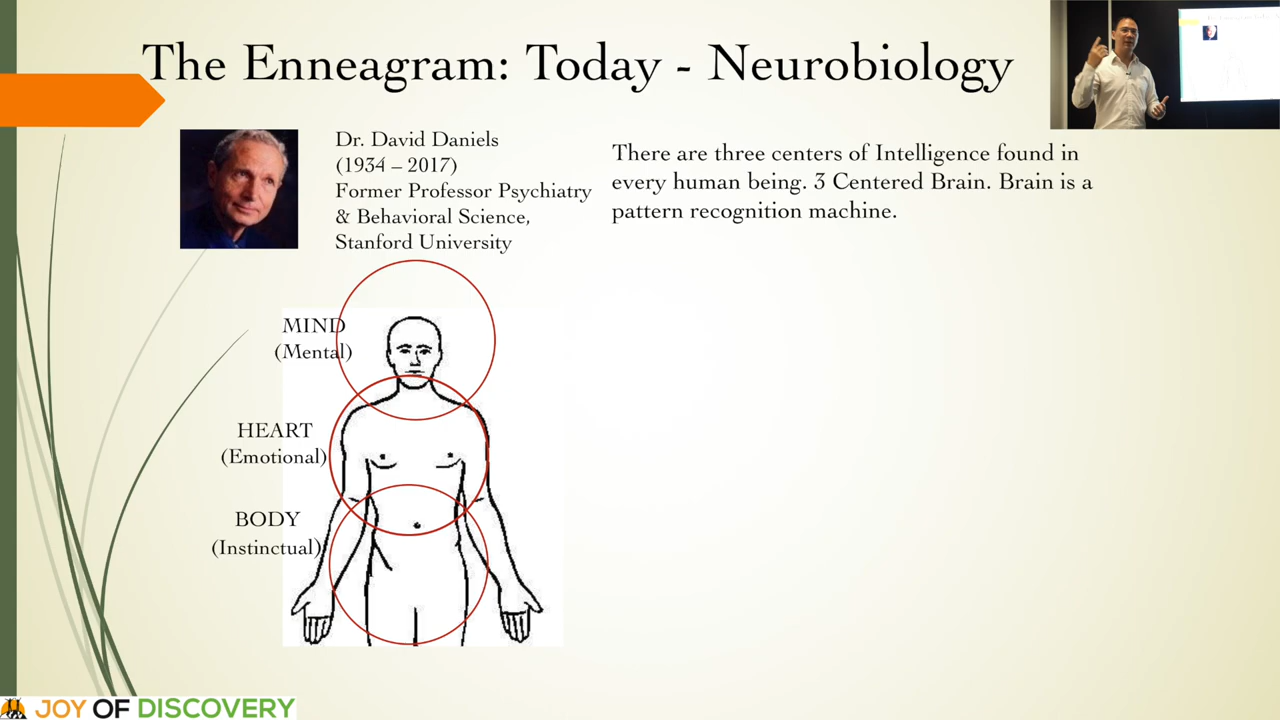 The Enneagram: Today - Neurobiology
Dr. David Daniels
(1934 – 2017)
Former Professor Psychiatry
& Behavioral Science,
Stanford University
There are three centers of Intelligence found in
every human being. 3 Centered Brain. Brain is a
pattern recognition machine.
MIND
(Mental)
HEART
(Emotional)
BODY
(Instinctual)
JOY OF DISCOVERY